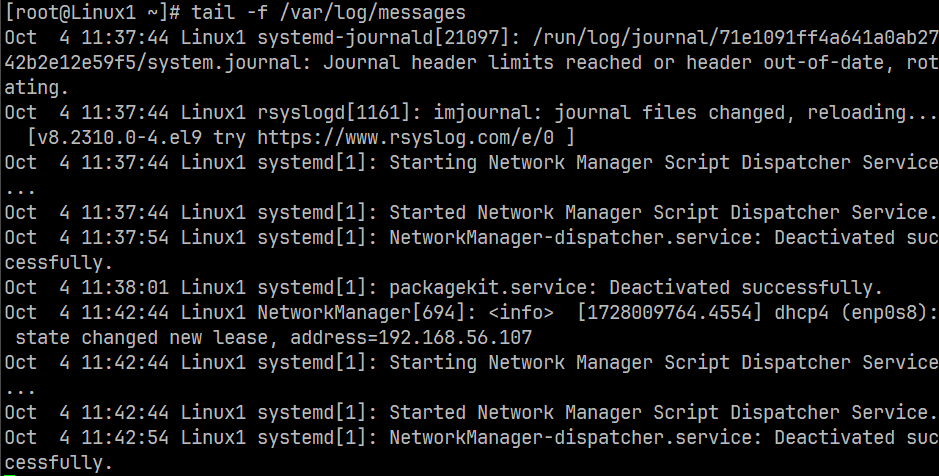 [root@Linux1 ~]# tail -f /var/log/messages
Oct  4 11:37:44 Linux1 systemd-journald[21097]: /run/log/journal/71e1091ff4a641a0ab27
42b2e12e59f5/system.journal: Journal header limits reached or header out-of-date, rot
ating.
Oct  4 11:37:44 Linux1 rsyslogd[1161]: imjournal: journal files changed, reloading...
  [v8.2310.0-4.el9 try https://www.rsyslog.com/e/0 ]
Oct  4 11:37:44 Linux1 systemd[1]: Starting Network Manager Script Dispatcher Service
...
Oct  4 11:37:44 Linux1 systemd[1]: Started Network Manager Script Dispatcher Service.
Oct  4 11:37:54 Linux1 systemd[1]: NetworkManager-dispatcher.service: Deactivated suc
cessfully.
Oct  4 11:38:01 Linux1 systemd[1]: packagekit.service: Deactivated successfully.
Oct  4 11:42:44 Linux1 NetworkManager[694]: <info>  [1728009764.4554] dhcp4 (enp0s8):
 state changed new lease, address=192.168.56.107
Oct  4 11:42:44 Linux1 systemd[1]: Starting Network Manager Script Dispatcher Service
...
Oct  4 11:42:44 Linux1 systemd[1]: Started Network Manager Script Dispatcher Service.
Oct  4 11:42:54 Linux1 systemd[1]: NetworkManager-dispatcher.service: Deactivated suc
cessfully.